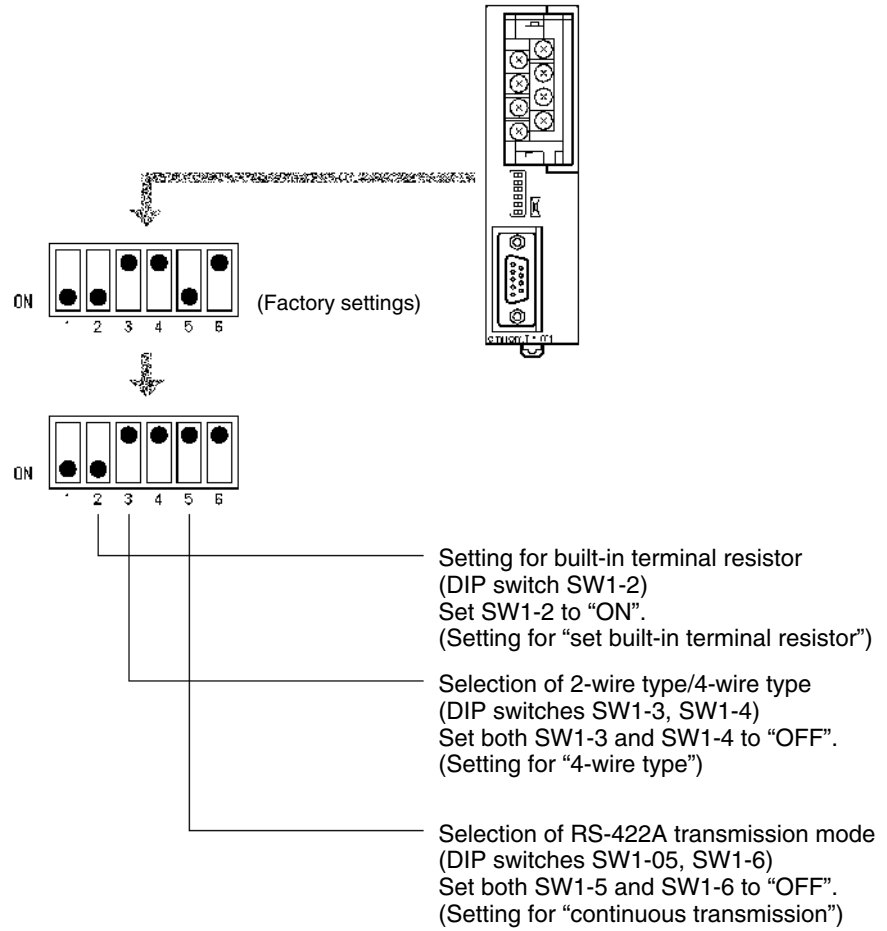 ON
1 2 3 4 5 6
(Factory settings)
ON
2 3 4 5 6
Setting for built-in terminal resistor
(DIP switch SW1-2)
Set SW1-2 to “ON”.
(Setting for “set built-in terminal resistor”)
Selection of 2-wire type/4-wire type
(DIP switches SW1-3, SW1-4)
Set both SW1-3 and SW1-4 to “OFF”.
(Setting for “4-wire type”)
Selection of RS-422A transmission mode
(DIP switches SW1-05, SW1-6)
Set both SW1-5 and SW1-6 to “OFF”.
(Setting for “continuous transmission”)